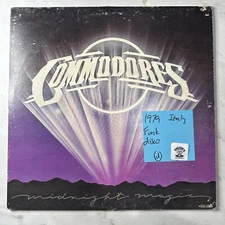 COMMODORES
1979 Italy
Funk
disco
midnight magic